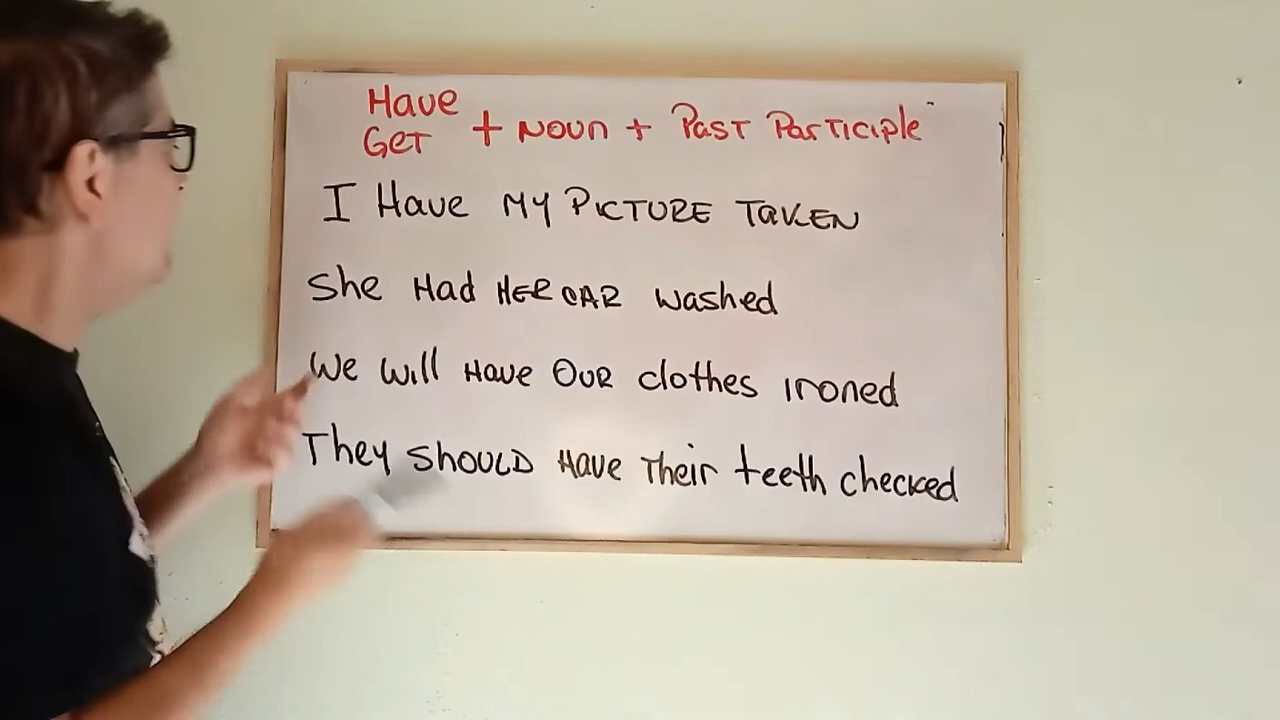 Have
Get + Noun + Past Participle
I Have MY PICTURE TAKEN
She Had HER CAR washed
We Will Have OUR clothes ironed
They SHOULD Have Their teeth checked